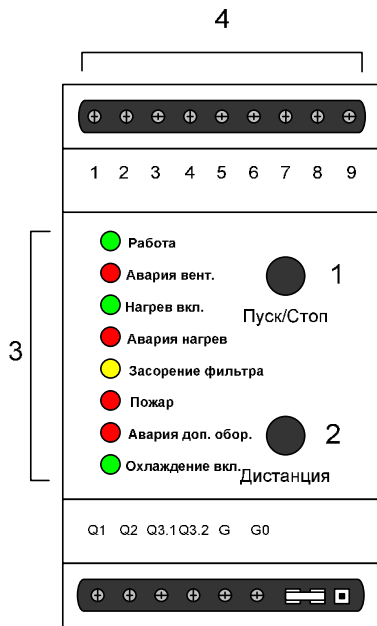 4
1 2 3 4 5 6 7 8 9
Работа
Авария вент.
1
Нагрев вкл.
Пуск/Стоп
Авария нагрев
3
Засорение фильтра
Пожар
Авария доп. обор.
2
Охлаждение вкл.
Дистанция
Q1 Q2 Q3.1 Q3.2 G G0